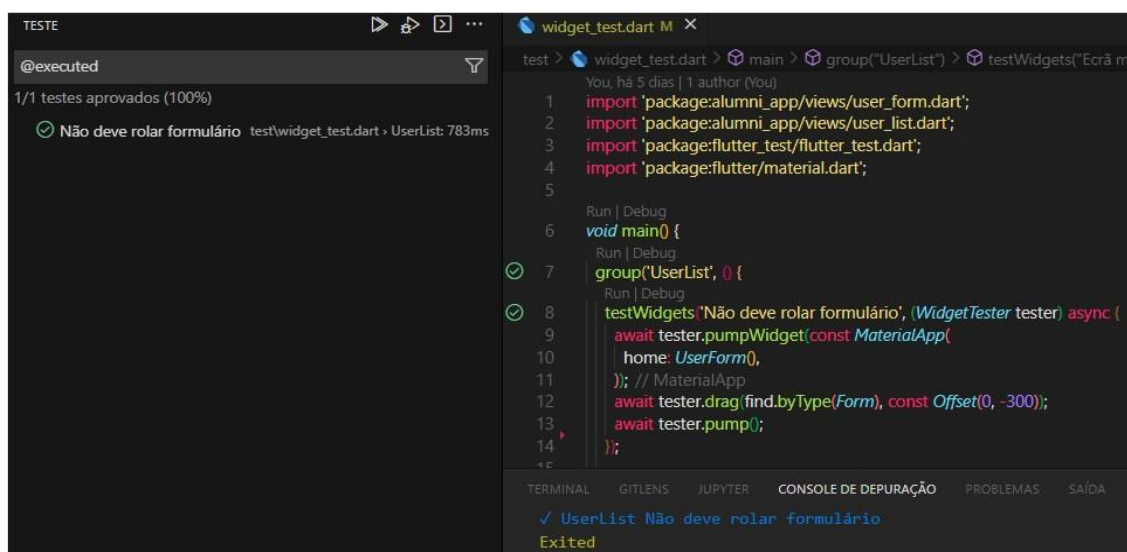 TESTE
@executed
1/1 testes aprovados (100%)
Não deve rolar formulário test\widget_test.dart › UserList: 783ms
widget_test.dart M ×
test > widget_test.dart > main > group("UserList") > testWidgets("Ecrã m
You, há 5 dias | 1 author (You)
1 import 'package:alumni_app/views/user_form.dart';
2 import 'package:alumni_app/views/user_list.dart';
3 import 'package:flutter_test/flutter_test.dart';
4 import 'package:flutter/material.dart';
5
Run | Debug
6 void main() {
Run | Debug
7 group('UserList', () {
Run | Debug
8 testWidgets('Não deve rolar formulário', (WidgetTester tester) async {
9 await tester.pumpWidget(const MaterialApp(
10 home: UserForm(),
11 )); // MaterialApp
12 await tester.drag(find.byType(Form), const Offset(0, -300));
13 await tester.pump();
14 });
15
TERMINAL GITLENS JUPYTER CONSOLE DE DEPURAÇÃO PROBLEMAS SAÍDA
✓ UserList Não deve rolar formulário
Exited